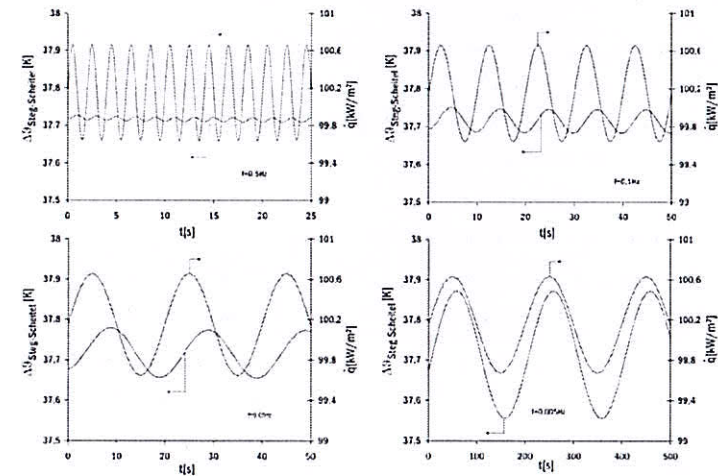 38
37.9
37.8
37.7
37.6
37.5
ΔϑSteg-Scheitel [K]
101
100.6
100.2
99.8
99.4
99
q̇[kW/m²]
f=0.5Hz
0 5 10 15 20 25
t[s]
38
37.9
37.8
37.7
37.6
37.5
ΔϑSteg-Scheitel [K]
101
100.6
100.2
99.8
99.4
q̇[kW/m²]
f=0.1Hz
0 10 20 30 40 50
t[s]
38
37.9
37.8
37.7
37.6
37.5
ΔϑSteg-Scheitel [K]
101
100.6
100.2
99.8
99.4
99
q̇[kW/m²]
0 10 20 30 40 50
t[s]
38
37.9
37.8
37.7
37.6
37.5
ΔϑSteg-Scheitel [K]
101
100.6
100.2
99.8
99.4
99
q̇[kW/m²]
f=0.005Hz
0 100 200 300 400 500
t[s]